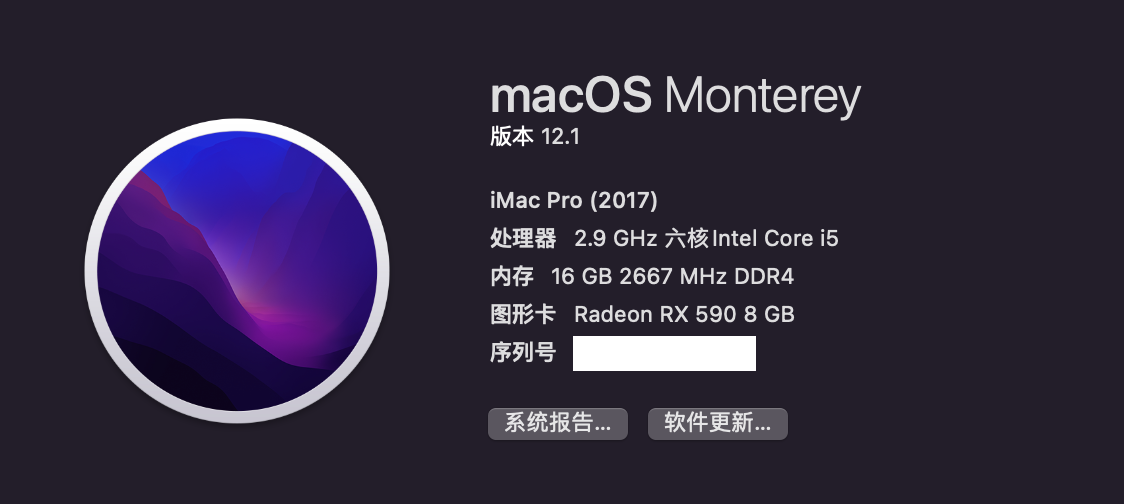 macOS Monterey
版本 12.1
iMac Pro (2017)
处理器 2.9 GHz 六核Intel Core i5
内存 16 GB 2667 MHz DDR4
图形卡 Radeon RX 590 8 GB
序列号
系统报告... 软件更新...